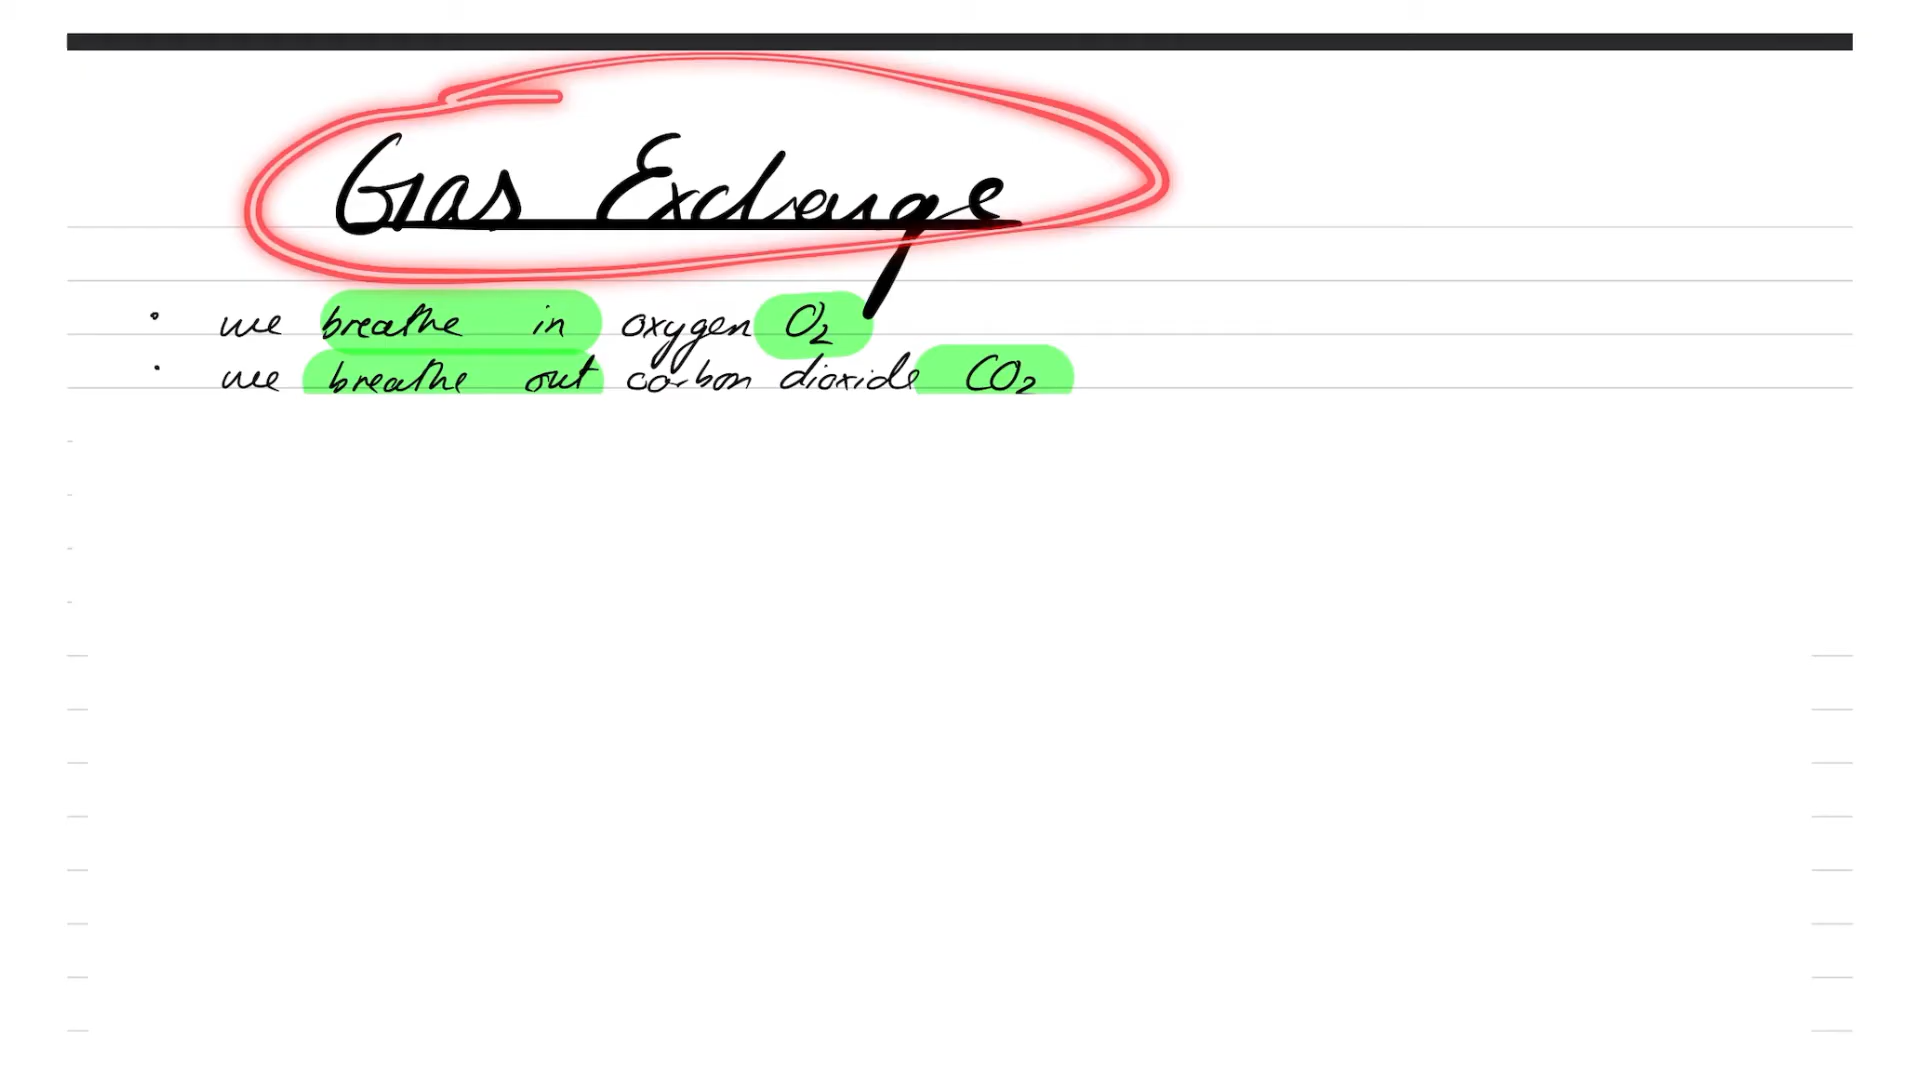 Gas Exchange
• we breathe in oxygen O₂
• we breathe out carbon dioxide CO₂